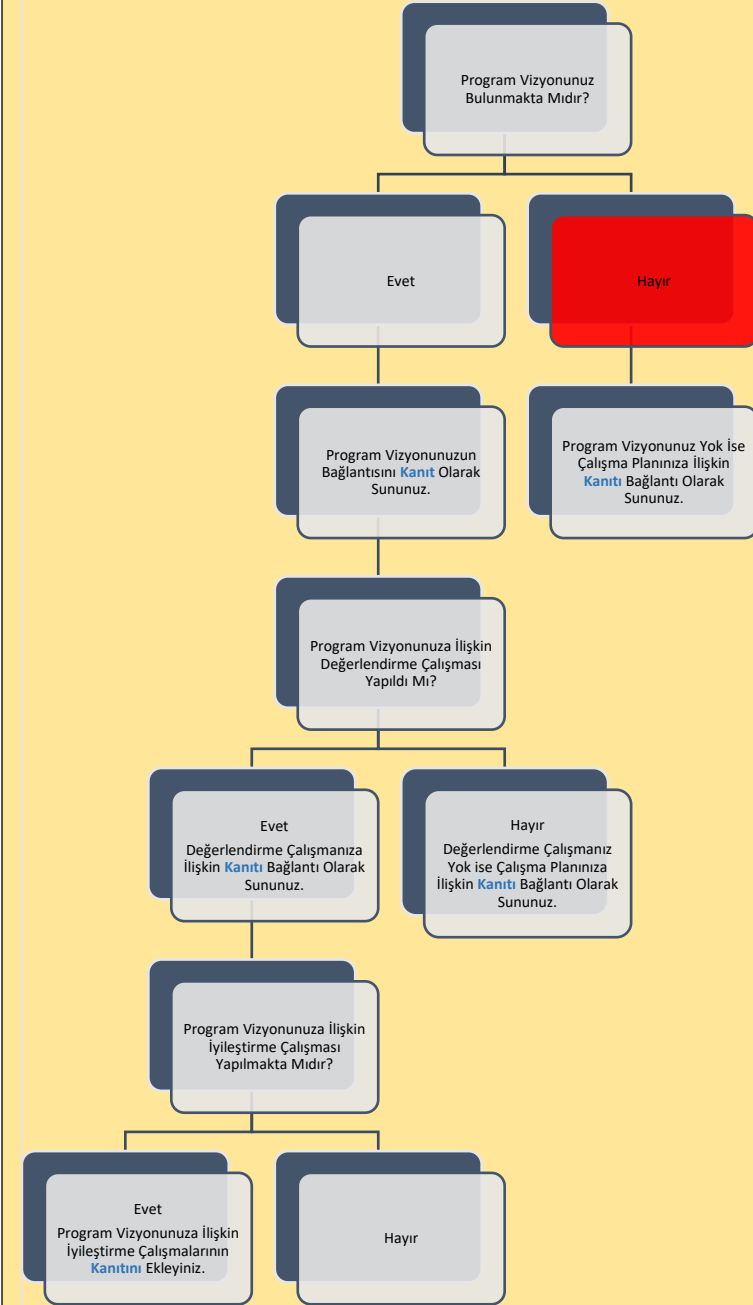 Program Vizyonunuz
Bulunmakta Mıdır?
Evet
Hayır
Program Vizyonunuzun
Bağlantısını Kanıt Olarak
Sununuz.
Program Vizyonunuz Yok İse
Çalışma Planınıza İlişkin
Kanıtı Bağlantı Olarak
Sununuz.
Program Vizyonunuza İlişkin
Değerlendirme Çalışması
Yapıldı Mı?
Evet
Değerlendirme Çalışmanıza
İlişkin Kanıtı Bağlantı Olarak
Sununuz.
Hayır
Değerlendirme Çalışmanız
Yok ise Çalışma Planınıza
İlişkin Kanıtı Bağlantı Olarak
Sununuz.
Program Vizyonunuza İlişkin
İyileştirme Çalışması
Yapılmakta Mıdır?
Evet
Program Vizyonunuza İlişkin
İyileştirme Çalışmalarının
Kanıtını Ekleyiniz.
Hayır